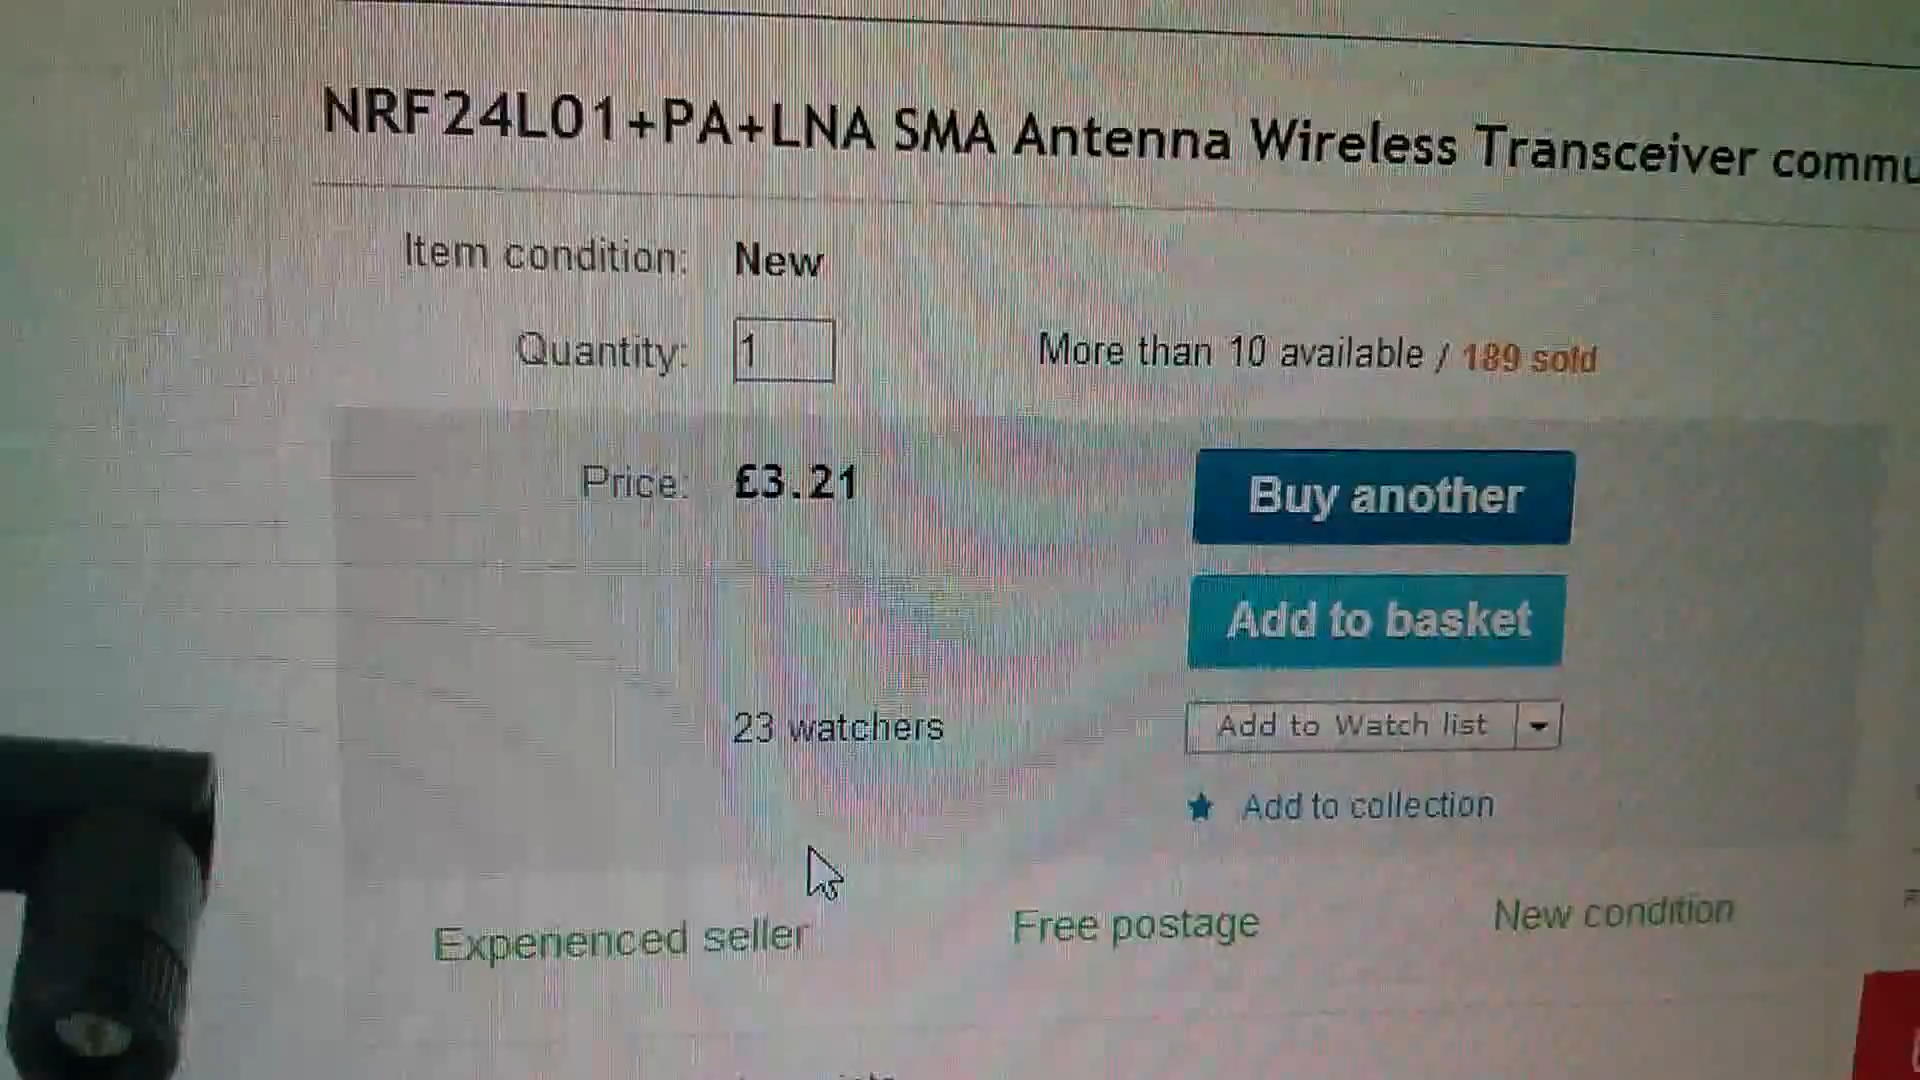 NRF24L01+PA+LNA SMA Antenna Wireless Transceiver commu
Item condition: New
Quantity: 1 More than 10 available / 189 sold
Price: £3.21 Buy another
Add to basket
23 watchers Add to Watch list
Add to collection
Experienced seller Free postage New condition